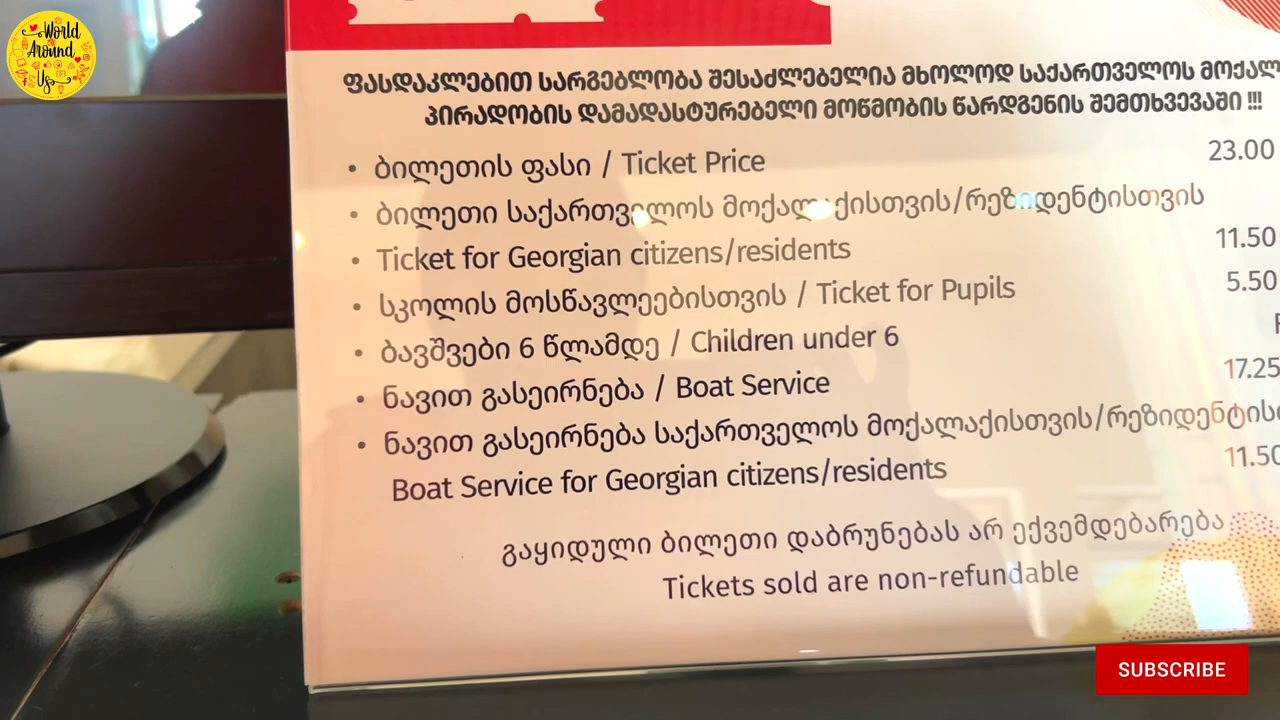 World
Around
Us
ფასდაკლებით სარგებლობა შესაძლებელია მხოლოდ საქართველოს
პირადობის დამადასტურებელი მოწმობის წარდგენის შემთხვევაში !!!
• ბილეთის ფასი / Ticket Price 23.00
• ბილეთი საქართველოს მოქალაქისთვის/რეზიდენტისთვის
• Ticket for Georgian citizens/residents 11.50
• სკოლის მოსწავლეებისთვის / Ticket for Pupils 5.50
• ბავშვები 6 წლამდე / Children under 6
• ნავით გასეირნება / Boat Service 17.25
• ნავით გასეირნება საქართველოს მოქალაქისთვის/
Boat Service for Georgian citizens/residents 11.50
გაყიდული ბილეთი დაბრუნებას არ ექვემდებარება
Tickets sold are non-refundable
SUBSCRIBE